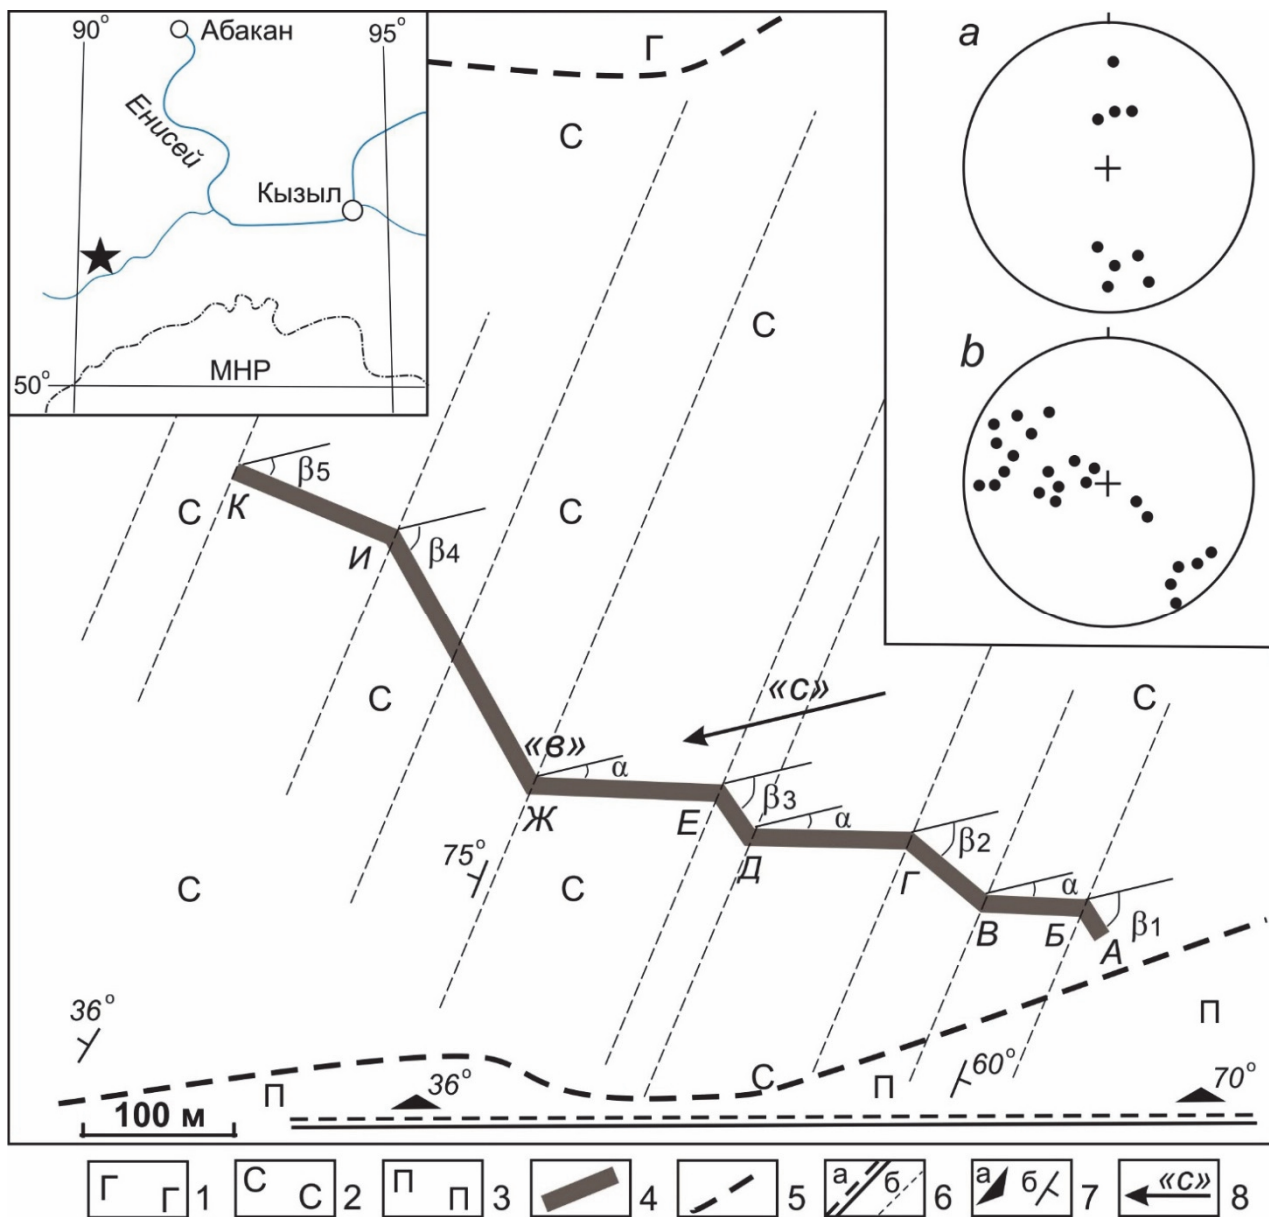 90°
Абакан
95°
Енисей
Кызыл
50°
МНР
Г
С
С
С
С
С
С
С
С
С
a
b
К
β5
И
β4
«в»
Ж
α
«с»
Е
β3
Д
α
Г
β2
В
α
Б
β1
А
75°
36°
60°
П
П
П
36°
70°
100 м
Г Г 1
С С 2
П П 3
4
5
а б 6
а б 7
«с» 8